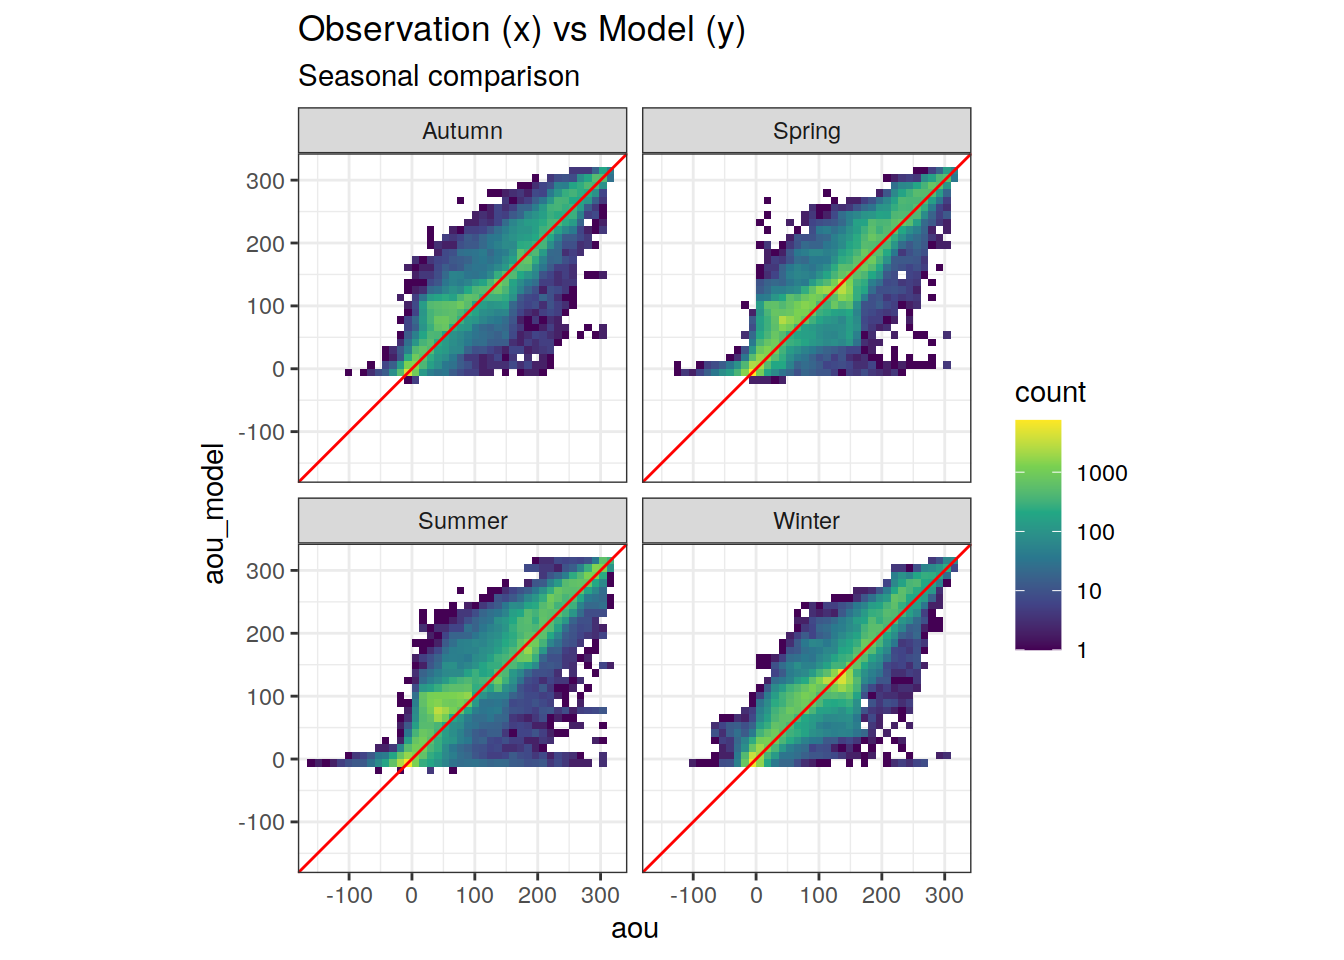 Observation (x) vs Model (y)
Seasonal comparison
Autumn
Spring
300
200
100
0
-100
Summer
Winter
300
200
100
0
-100
-100 0 100 200 300
-100 0 100 200 300
aou
aou_model
count
1000
100
10
1